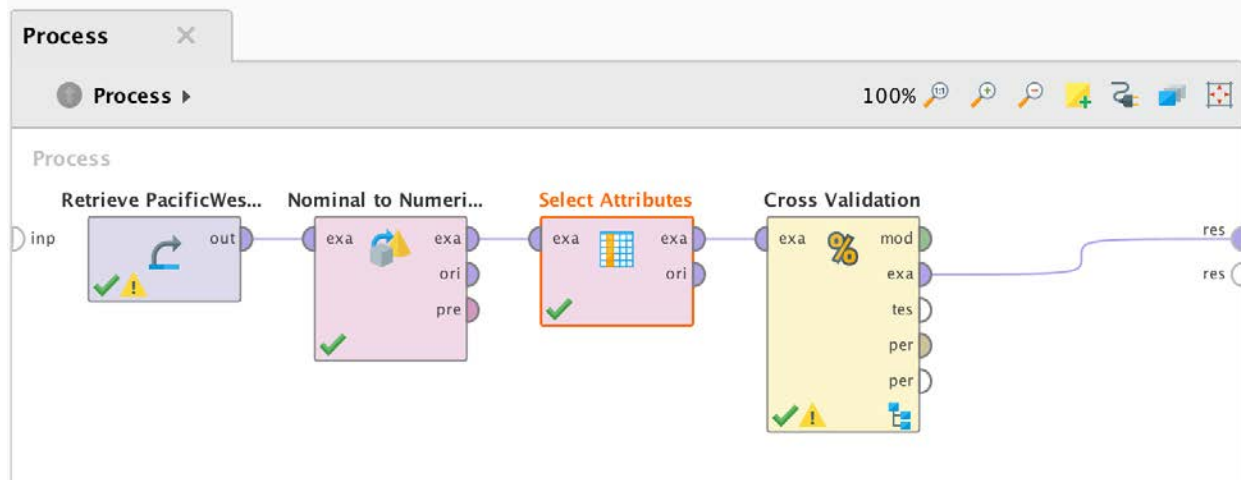 Process
Process
100%
Process
Retrieve PacificWes...
Nominal to Numeri...
Select Attributes
Cross Validation
inp
out
exa
exa
ori
pre
exa
exa
ori
exa
mod
exa
tes
per
per
res
res